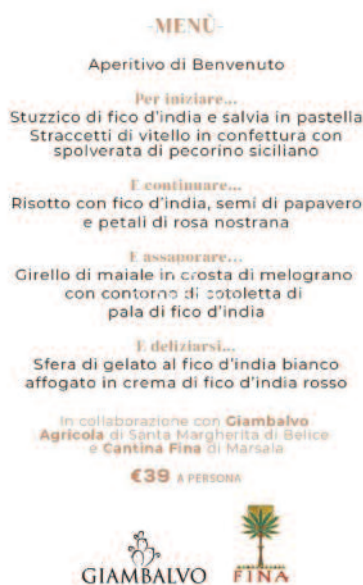 -MENÙ-
Aperitivo di Benvenuto
Per iniziare...
Stuzzico di fico d'india e salvia in pastella
Straccetti di vitello in confettura con
spolverata di pecorino siciliano
E continuare...
Risotto con fico d'india, semi di papavero
e petali di rosa nostrana
E assaporare...
Girello di maiale in crosta di melograno
con contorno di cotoletta di
pala di fico d'india
E deliziarsi...
Sfera di gelato al fico d'india bianco
affogato in crema di fico d'india rosso
In collaborazione con Giambalvo
Agricola di Santa Margherita di Belice
e Cantina Fina di Marsala
€39 A PERSONA
GIAMBALVO
FINA